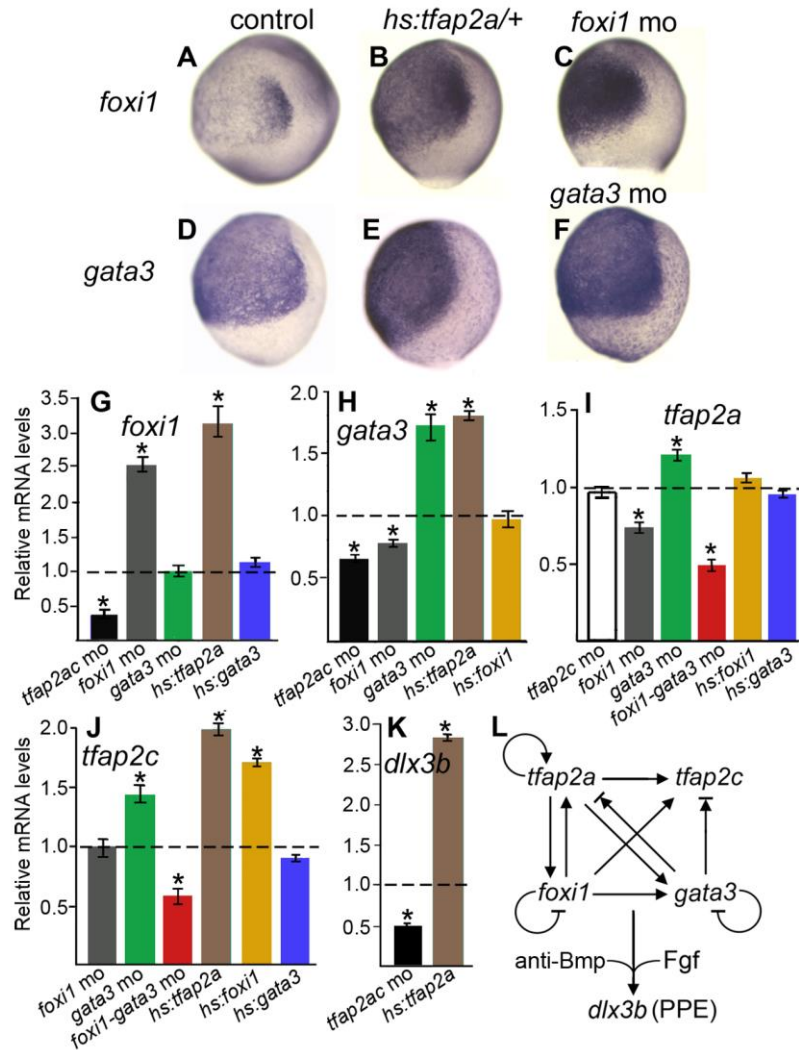 control
hs:tfap2a/+
foxi1 mo
A
B
C
foxi1
gata3 mo
D
E
F
gata3
G
foxi1
Relative mRNA levels
3.5
3.0
2.5
2.0
1.5
1.0
0.5
*
*
*
tfap2ac mo
foxi1 mo
gata3 mo
hs:tfap2a
hs:gata3
H
gata3
2.0
1.5
1.0
0.5
0
*
*
*
*
tfap2ac mo
foxi1 mo
gata3 mo
hs:tfap2a
hs:foxi1
I
tfap2a
1.5
1.0
0.5
*
*
*
tfap2c mo
foxi1 mo
gata3 mo
foxi1-gata3 mo
hs:foxi1
hs:gata3
J
tfap2c
Relative mRNA levels
2.0
1.5
1.0
0.5
*
*
*
*
foxi1 mo
gata3 mo
foxi1-gata3 mo
hs:tfap2a
hs:foxi1
hs:gata3
K
dlx3b
3.0
2.5
2.0
1.5
1.0
0.5
*
*
tfap2ac mo
hs:tfap2a
L
tfap2a
tfap2c
foxi1
gata3
anti-Bmp
Fgf
dlx3b (PPE)